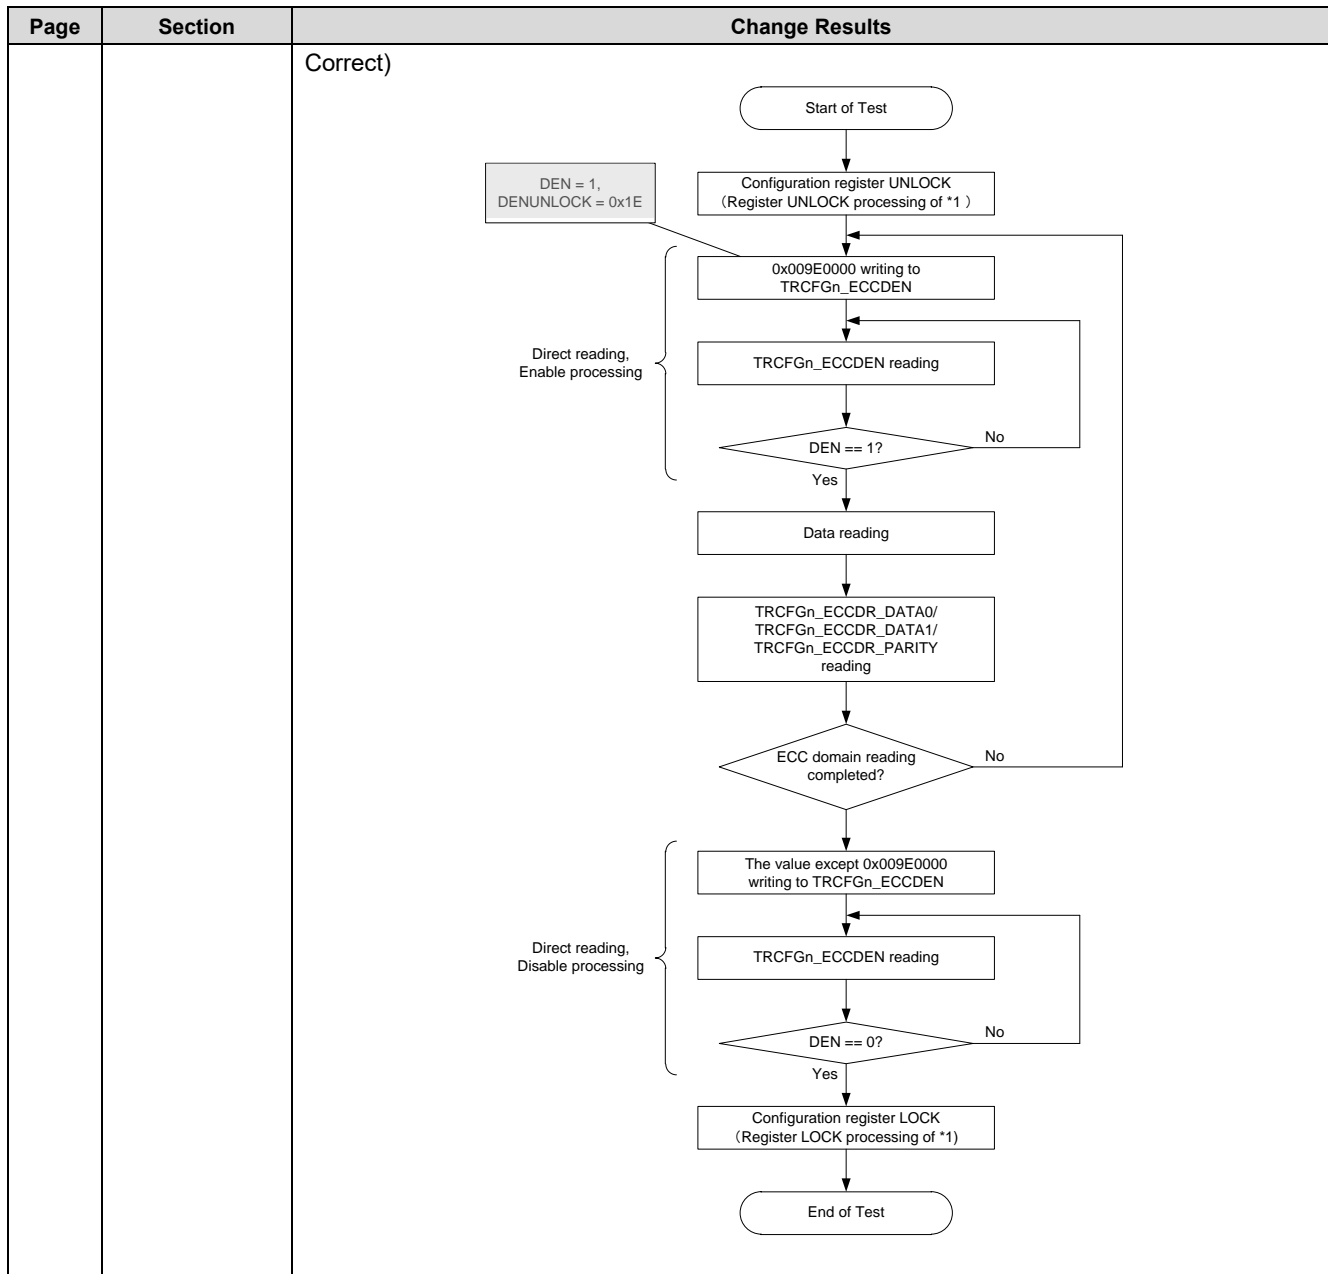 Page Section Change Results
Correct)
Start of Test
DEN = 1,
DENUNLOCK = 0x1E
Configuration register UNLOCK
（Register UNLOCK processing of *1 ）
0x009E0000 writing to
TRCFGn_ECCDEN
Direct reading,
Enable processing
TRCFGn_ECCDEN reading
DEN == 1?
No
Yes
Data reading
TRCFGn_ECCDR_DATA0/
TRCFGn_ECCDR_DATA1/
TRCFGn_ECCDR_PARITY
reading
ECC domain reading
completed?
No
The value except 0x009E0000
writing to TRCFGn_ECCDEN
Direct reading,
Disable processing
TRCFGn_ECCDEN reading
DEN == 0?
No
Yes
Configuration register LOCK
（Register LOCK processing of *1)
End of Test